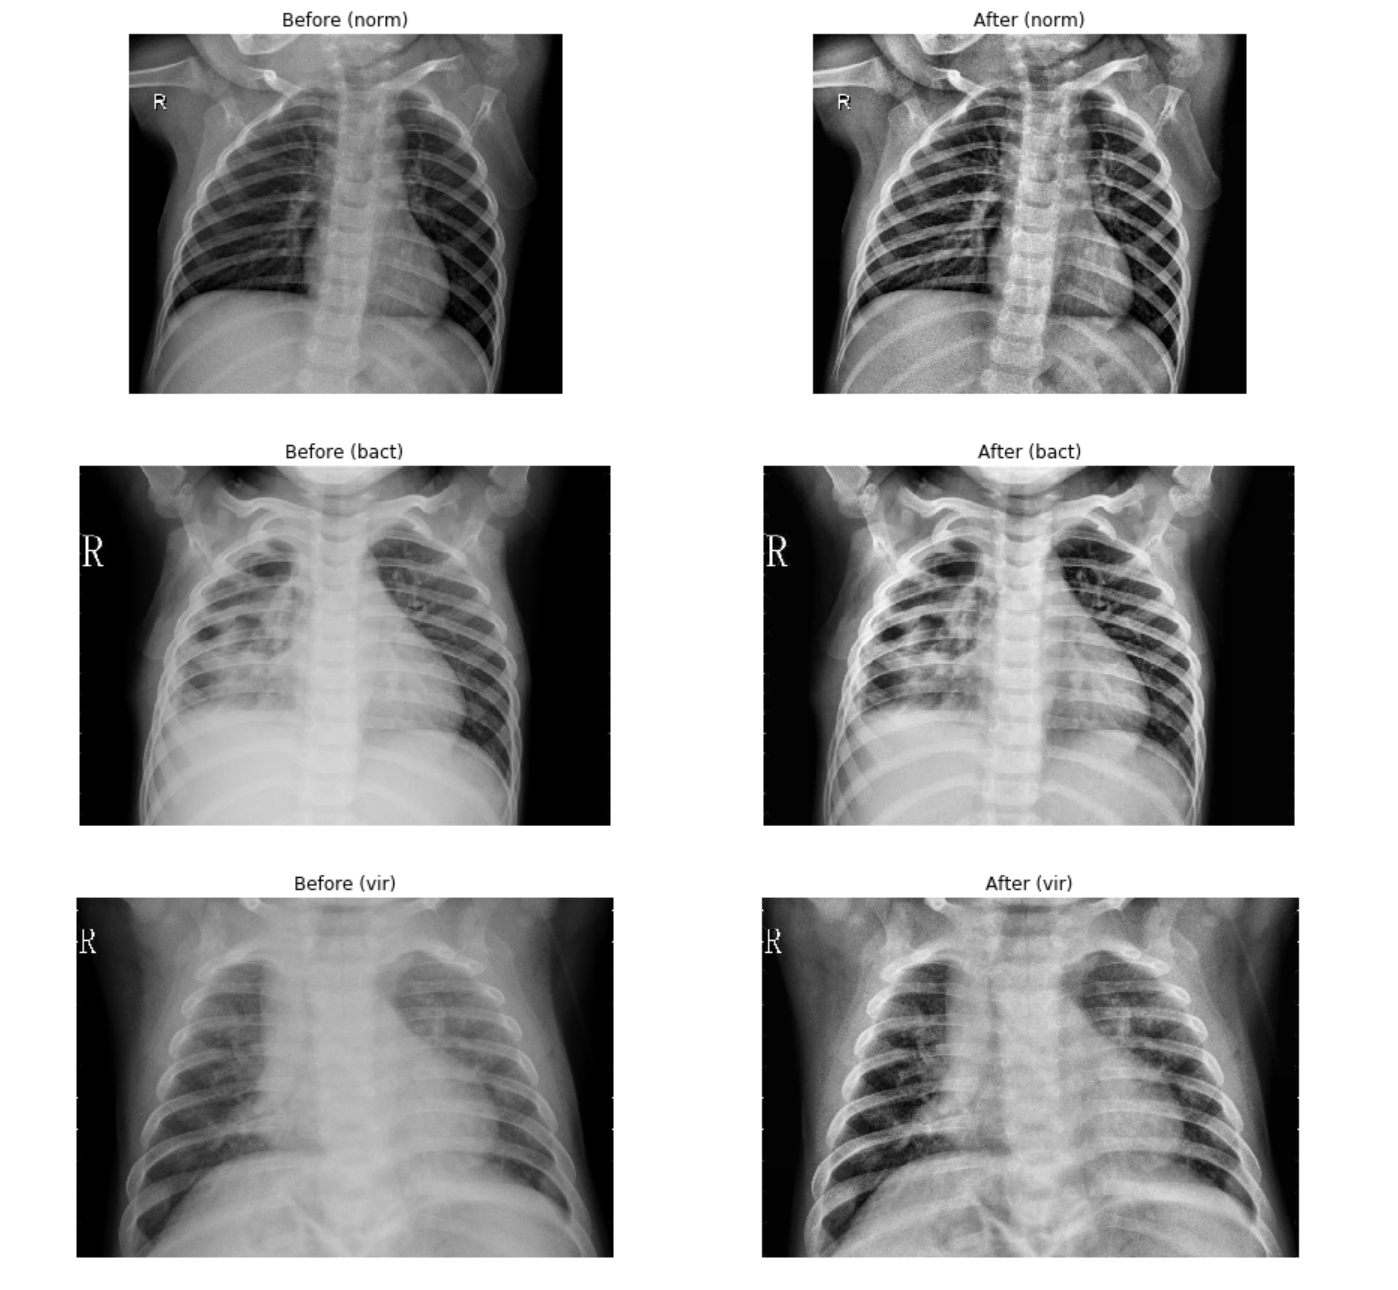 Before (norm)
After (norm)
R
R
Before (bact)
After (bact)
R
R
Before (vir)
After (vir)
R
R